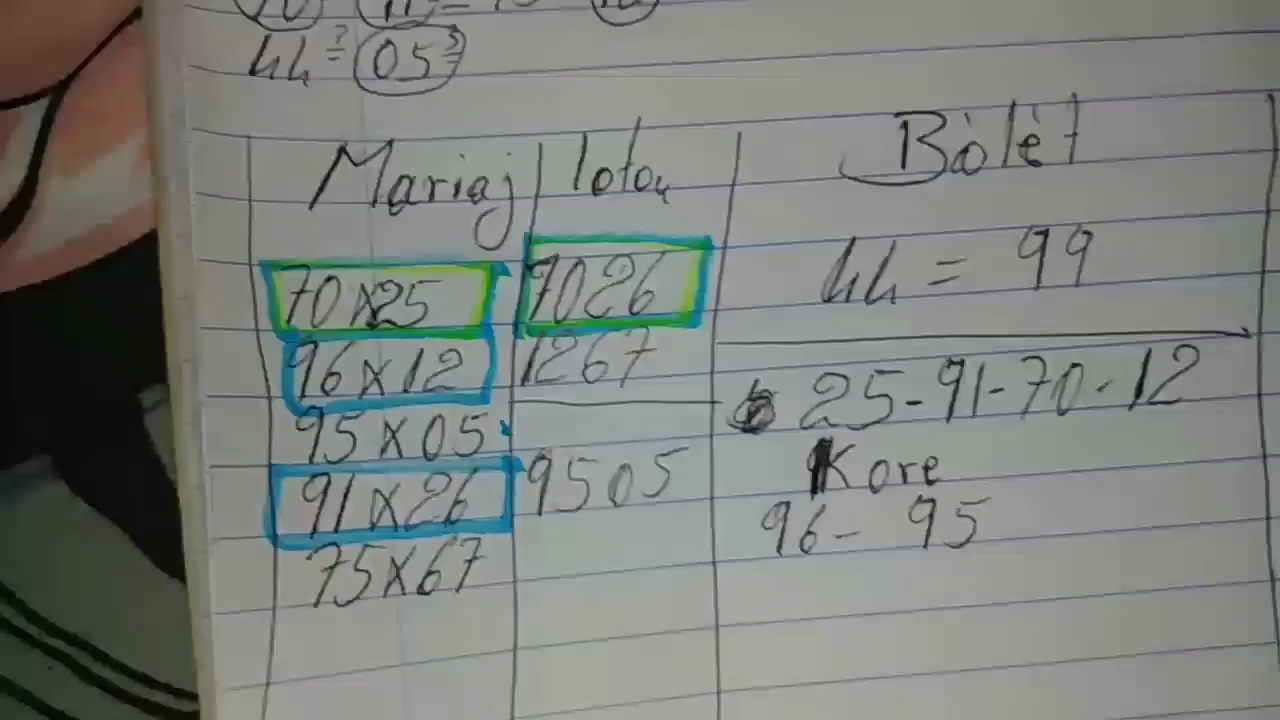 44 = 05
Mariaj lotou Bòlèt
70x25 7026 44 = 99
96x12 1267
25-91-70-12
95x05 Kore
91x26 9505 96- 95
75x67